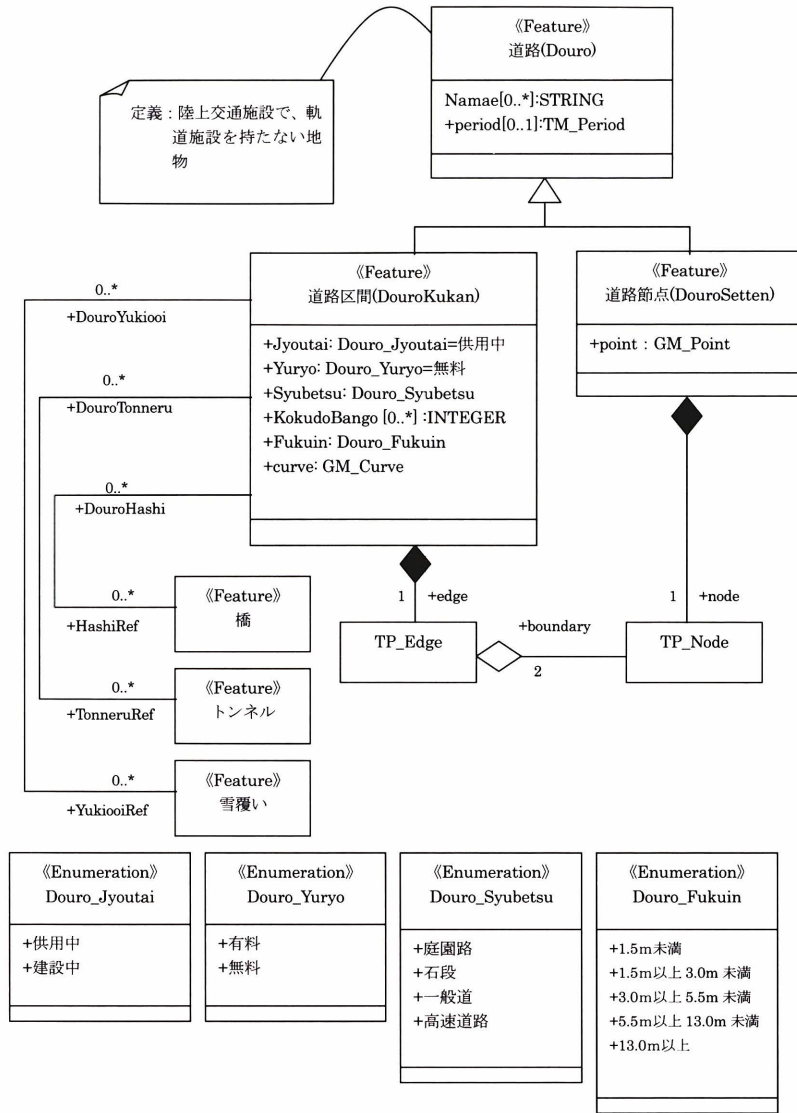 《Feature》
道路(Douro)
Namae[0..*]:STRING
+period[0..1]:TM_Period
定義：陸上交通施設で、軌
道施設を持たない地
物
《Feature》
道路区間(DouroKukan)
+Jyoutai: Douro_Jyoutai=供用中
+Yuryo: Douro_Yuryo=無料
+Syubetsu: Douro_Syubetsu
+KokudoBango [0..*] :INTEGER
+Fukuin: Douro_Fukuin
+curve: GM_Curve
《Feature》
道路節点(DouroSetten)
+point : GM_Point
0..*
+DouroYukiooi
0..*
+DouroTonneru
0..*
+DouroHashi
1 +edge
1 +node
0..*
+HashiRef
《Feature》
橋
TP_Edge
+boundary
2
TP_Node
0..*
+TonneruRef
《Feature》
トンネル
0..*
+YukiooiRef
《Feature》
雪覆い
《Enumeration》
Douro_Jyoutai
+供用中
+建設中
《Enumeration》
Douro_Yuryo
+有料
+無料
《Enumeration》
Douro_Syubetsu
+庭園路
+石段
+一般道
+高速道路
《Enumeration》
Douro_Fukuin
+1.5m未満
+1.5m以上 3.0m 未満
+3.0m以上 5.5m 未満
+5.5m以上 13.0m 未満
+13.0m以上